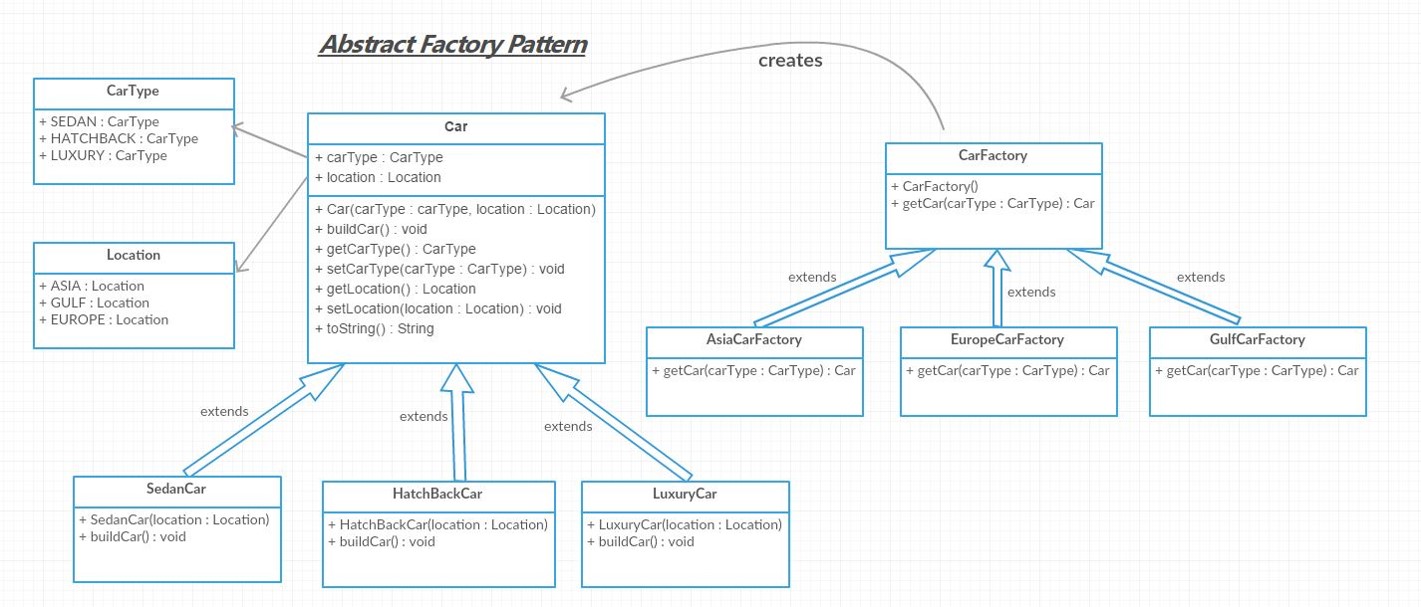 Abstract Factory Pattern
creates
CarType
+ SEDAN : CarType
+ HATCHBACK : CarType
+ LUXURY : CarType
Location
+ ASIA : Location
+ GULF : Location
+ EUROPE : Location
Car
+ carType : CarType
+ location : Location
+ Car(carType : carType, location : Location)
+ buildCar() : void
+ getCarType() : CarType
+ setCarType(carType : CarType) : void
+ getLocation() : Location
+ setLocation(location : Location) : void
+ toString() : String
CarFactory
+ CarFactory()
+ getCar(carType : CarType) : Car
extends
extends
extends
AsiaCarFactory
+ getCar(carType : CarType) : Car
EuropeCarFactory
+ getCar(carType : CarType) : Car
GulfCarFactory
+ getCar(carType : CarType) : Car
extends
extends
extends
SedanCar
+ SedanCar(location : Location)
+ buildCar() : void
HatchBackCar
+ HatchBackCar(location : Location)
+ buildCar() : void
LuxuryCar
+ LuxuryCar(location : Location)
+ buildCar() : void